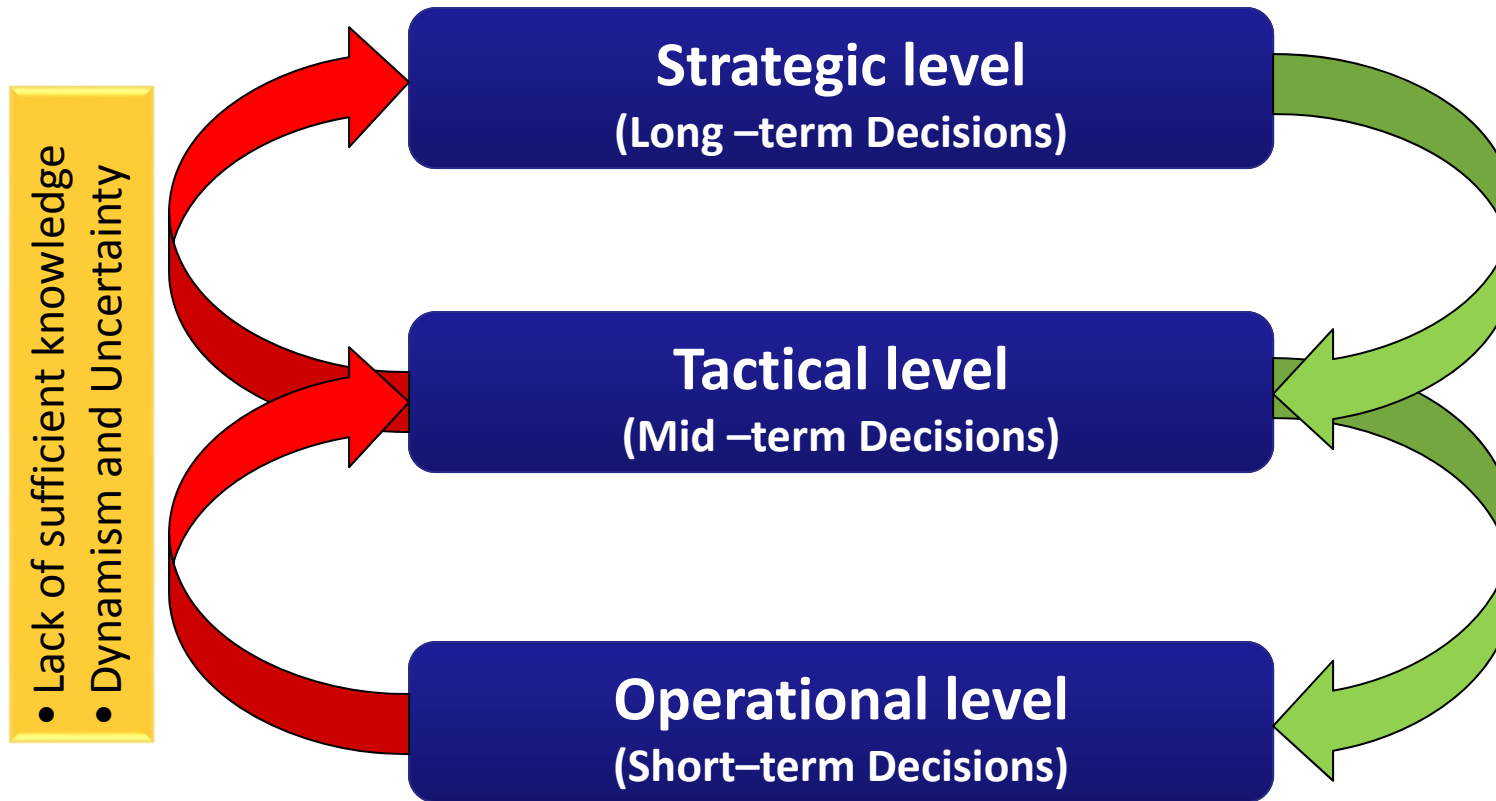 • Lack of sufficient knowledge
• Dynamism and Uncertainty
Strategic level
(Long –term Decisions)
Tactical level
(Mid –term Decisions)
Operational level
(Short–term Decisions)